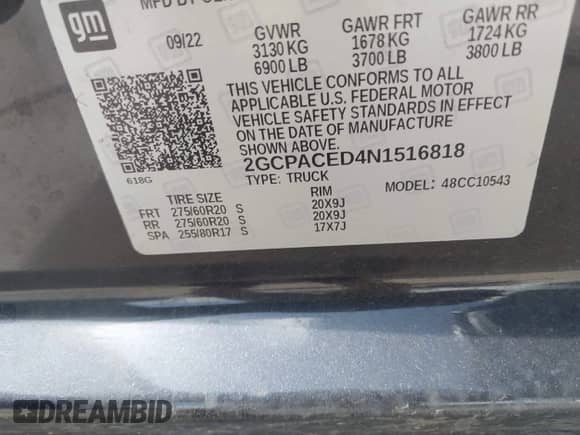 gm
09/22
GVWR GAWR FRT GAWR RR
3130 KG 1678 KG 1724 KG
6900 LB 3700 LB 3800 LB
THIS VEHICLE CONFORMS TO ALL
APPLICABLE U.S. FEDERAL MOTOR
VEHICLE SAFETY STANDARDS IN EFFECT
ON THE DATE OF MANUFACTURE
2GCPACED4N1516818
618G
TYPE: TRUCK MODEL: 48CC10543
TIRE SIZE RIM
FRT 275/60R20 S 20X9J
RR 275/60R20 S 20X9J
SPA 255/80R17 S 17X7J
DREAMBID